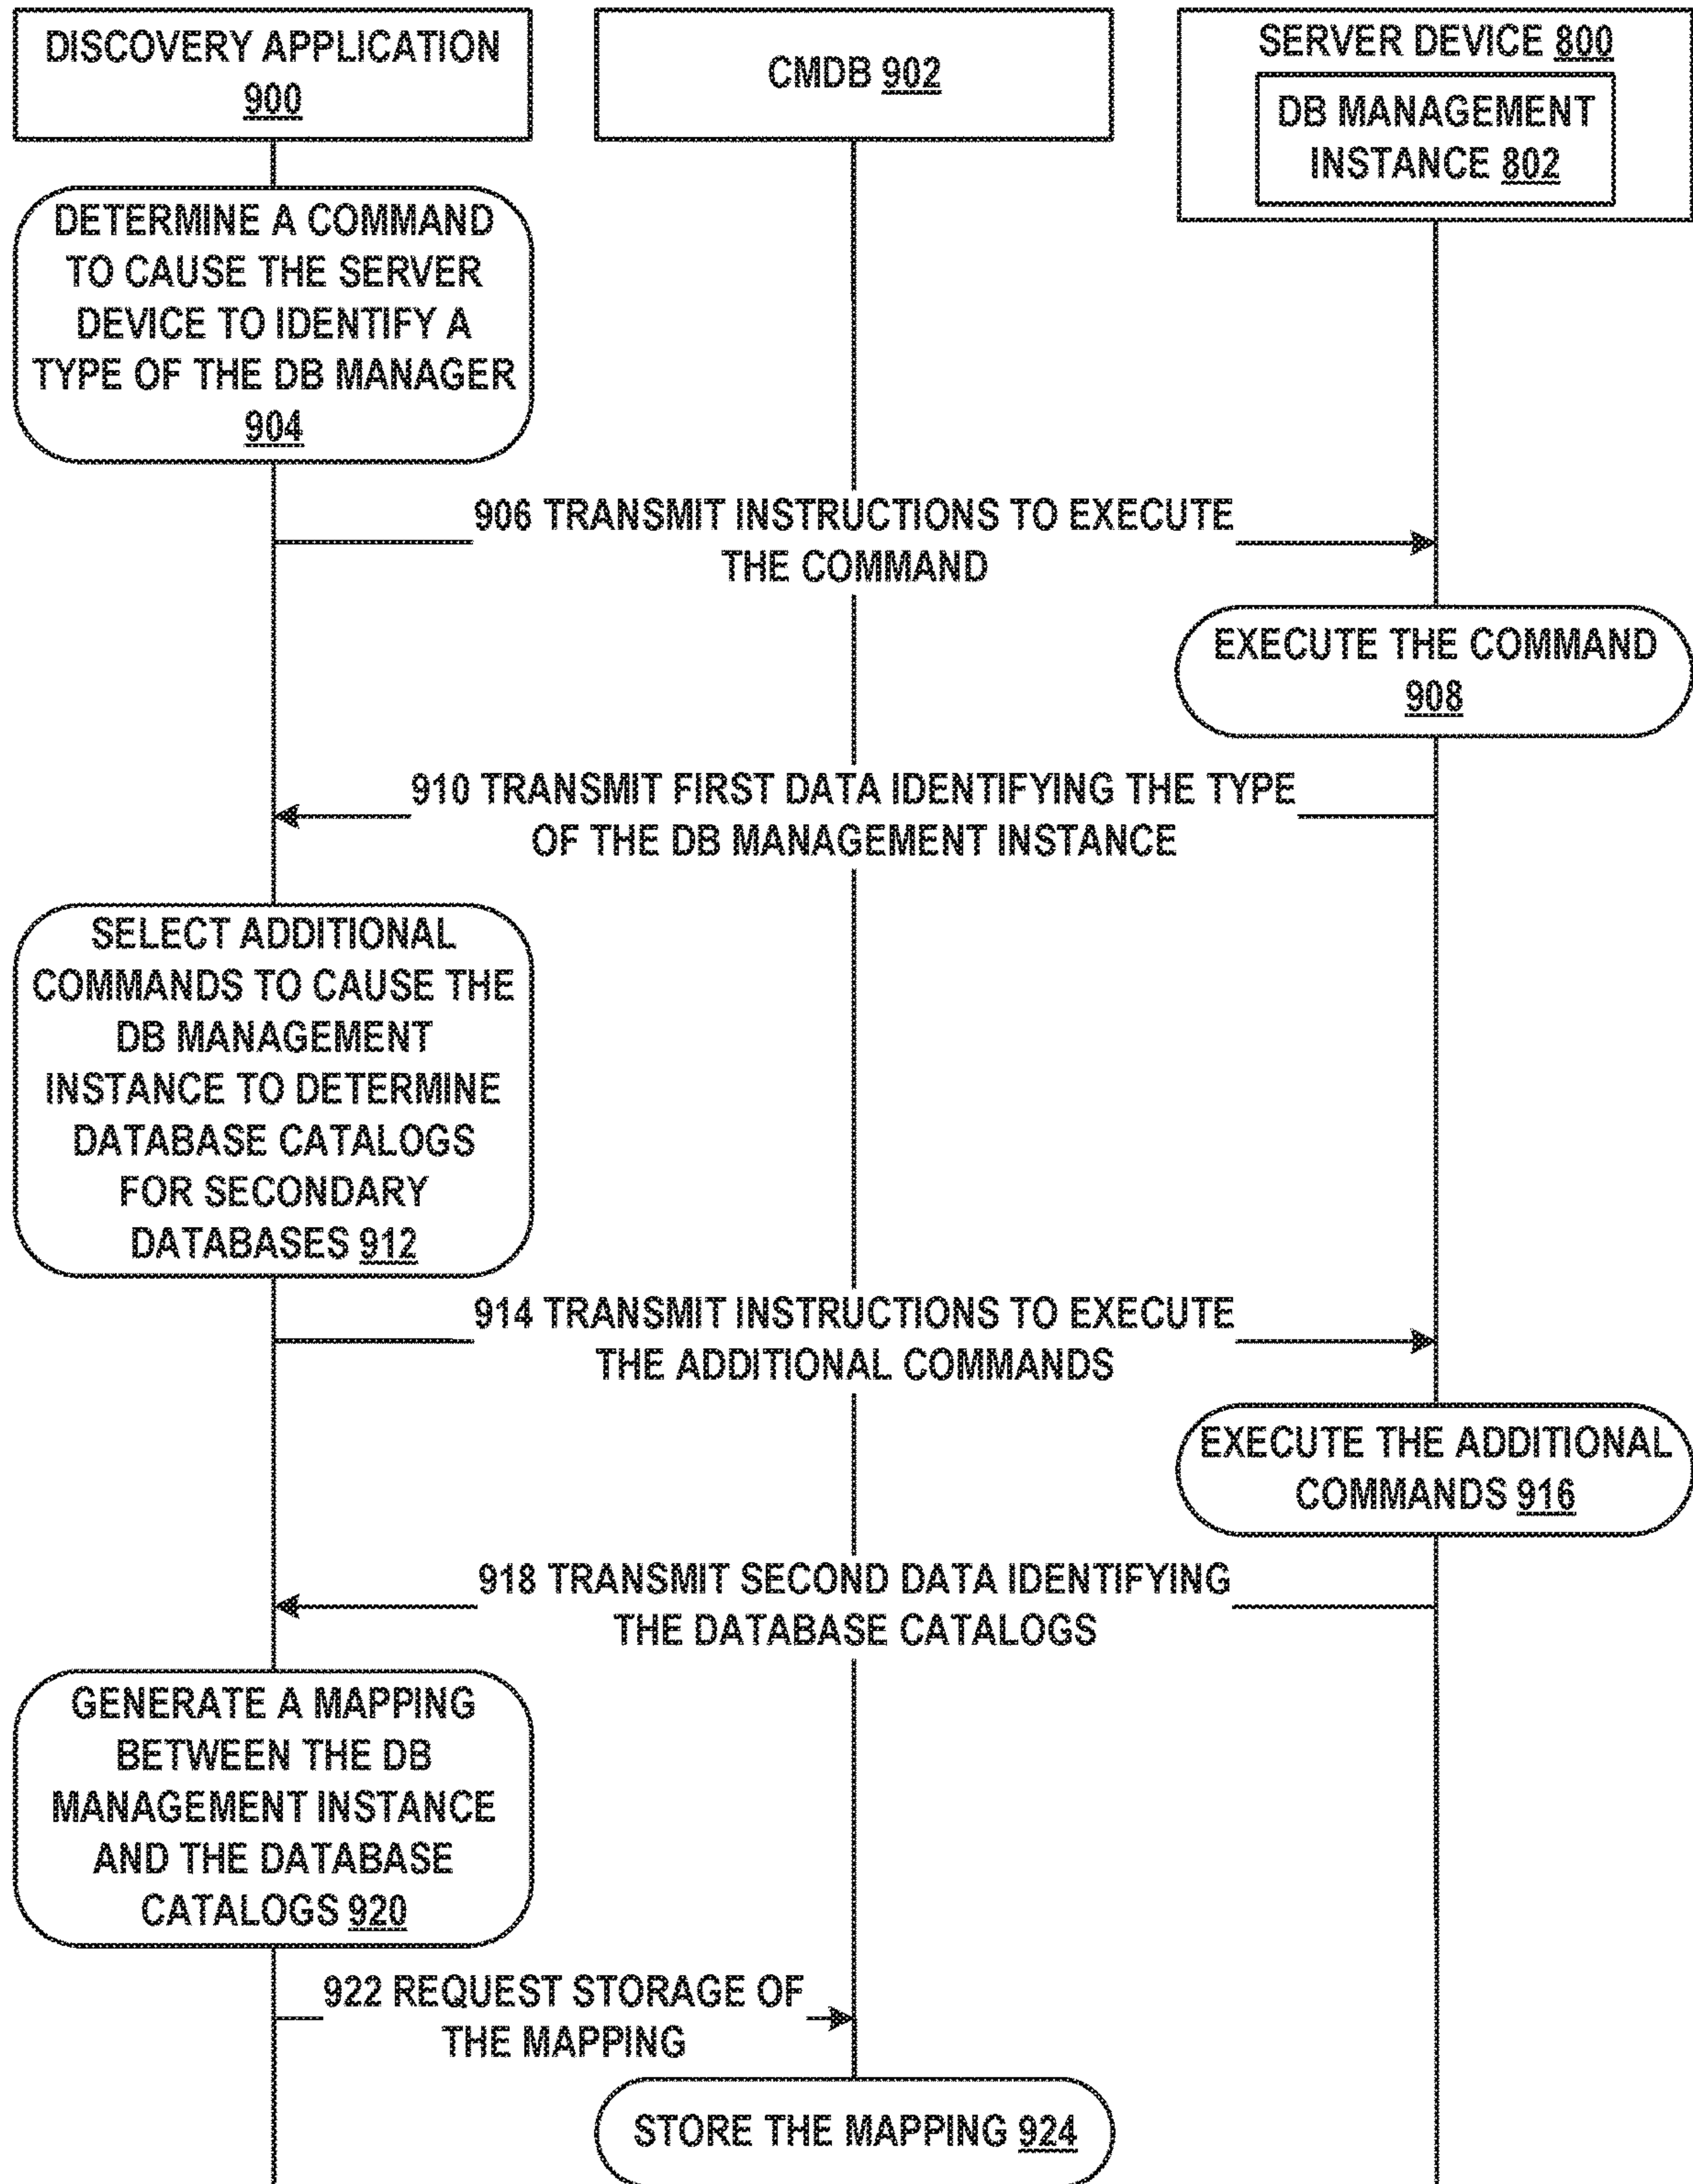 DISCOVERY APPLICATION
900
CMDB 902
SERVER DEVICE 800
DB MANAGEMENT
INSTANCE 802
DETERMINE A COMMAND
TO CAUSE THE SERVER
DEVICE TO IDENTIFY A
TYPE OF THE DB MANAGER
904
906 TRANSMIT INSTRUCTIONS TO EXECUTE
THE COMMAND
EXECUTE THE COMMAND
908
910 TRANSMIT FIRST DATA IDENTIFYING THE TYPE
OF THE DB MANAGEMENT INSTANCE
SELECT ADDITIONAL
COMMANDS TO CAUSE THE
DB MANAGEMENT
INSTANCE TO DETERMINE
DATABASE CATALOGS
FOR SECONDARY
DATABASES 912
914 TRANSMIT INSTRUCTIONS TO EXECUTE
THE ADDITIONAL COMMANDS
EXECUTE THE ADDITIONAL
COMMANDS 916
918 TRANSMIT SECOND DATA IDENTIFYING
THE DATABASE CATALOGS
GENERATE A MAPPING
BETWEEN THE DB
MANAGEMENT INSTANCE
AND THE DATABASE
CATALOGS 920
922 REQUEST STORAGE OF
THE MAPPING
STORE THE MAPPING 924